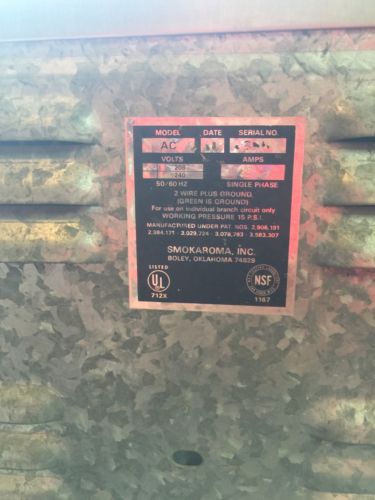 MODEL DATE SERIAL NO.
AC
VOLTS AMPS
208
240
50/60 HZ SINGLE PHASE
2 WIRE PLUS GROUND
(GREEN IS GROUND)
For use on individual branch circuit only
WORKING PRESSURE 15 P.S.I.
MANUFACTURED UNDER PAT. NOS. 2,906,191
2,984,171 - 3,029,724 - 3,076,763 3,583,307
SMOKAROMA, INC.
BOLEY, OKLAHOMA 74829
LISTED
UL
712X
NSF
1167